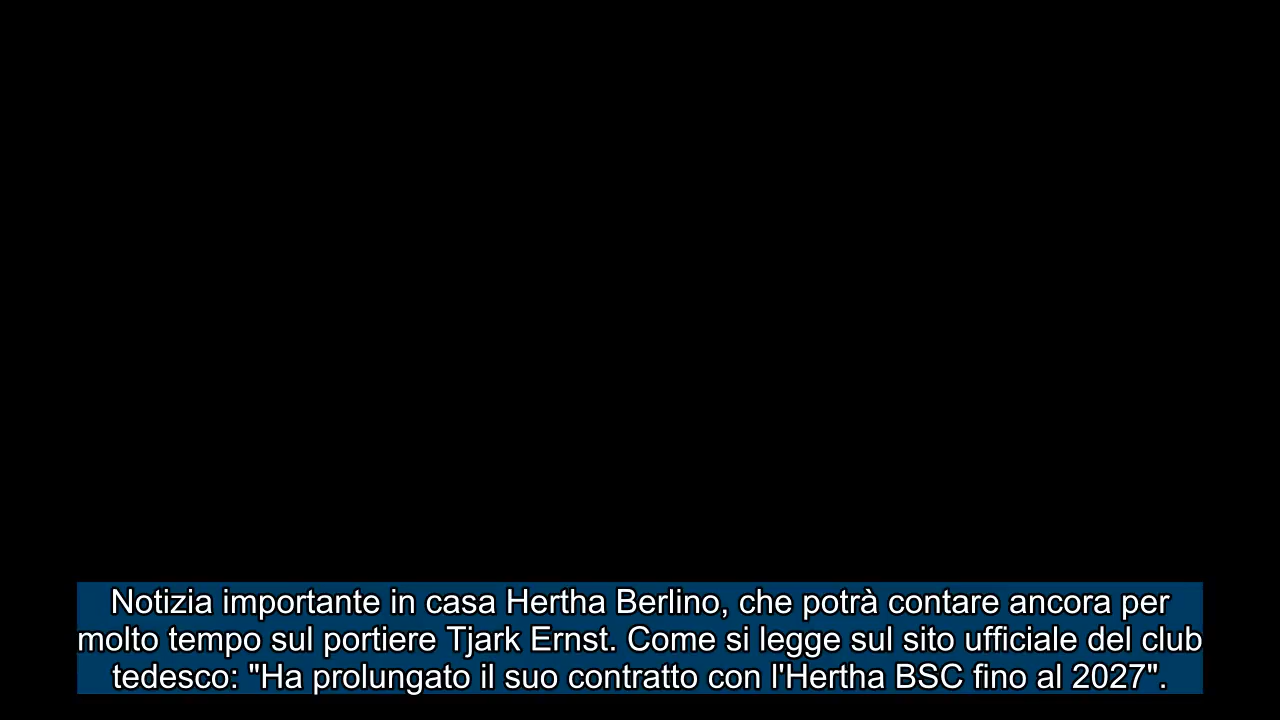 Notizia importante in casa Hertha Berlino, che potrà contare ancora per
molto tempo sul portiere Tjark Ernst. Come si legge sul sito ufficiale del club
tedesco: "Ha prolungato il suo contratto con l'Hertha BSC fino al 2027".